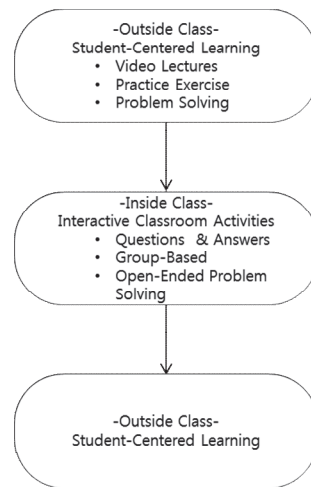 -Outside Class-
Student-Centered Learning
• Video Lectures
• Practice Exercise
• Problem Solving
-Inside Class-
Interactive Classroom Activities
• Questions & Answers
• Group-Based
• Open-Ended Problem
Solving
-Outside Class-
Student-Centered Learning